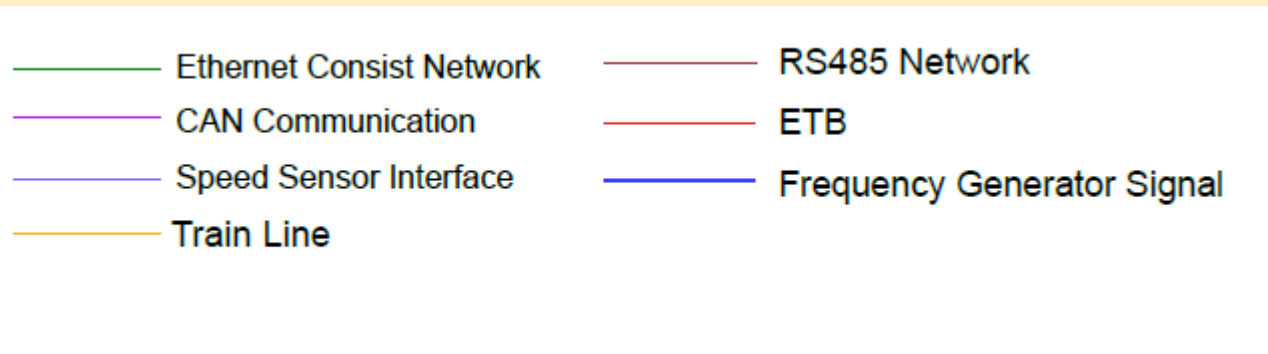 Ethernet Consist Network
CAN Communication
Speed Sensor Interface
Train Line
RS485 Network
ETB
Frequency Generator Signal